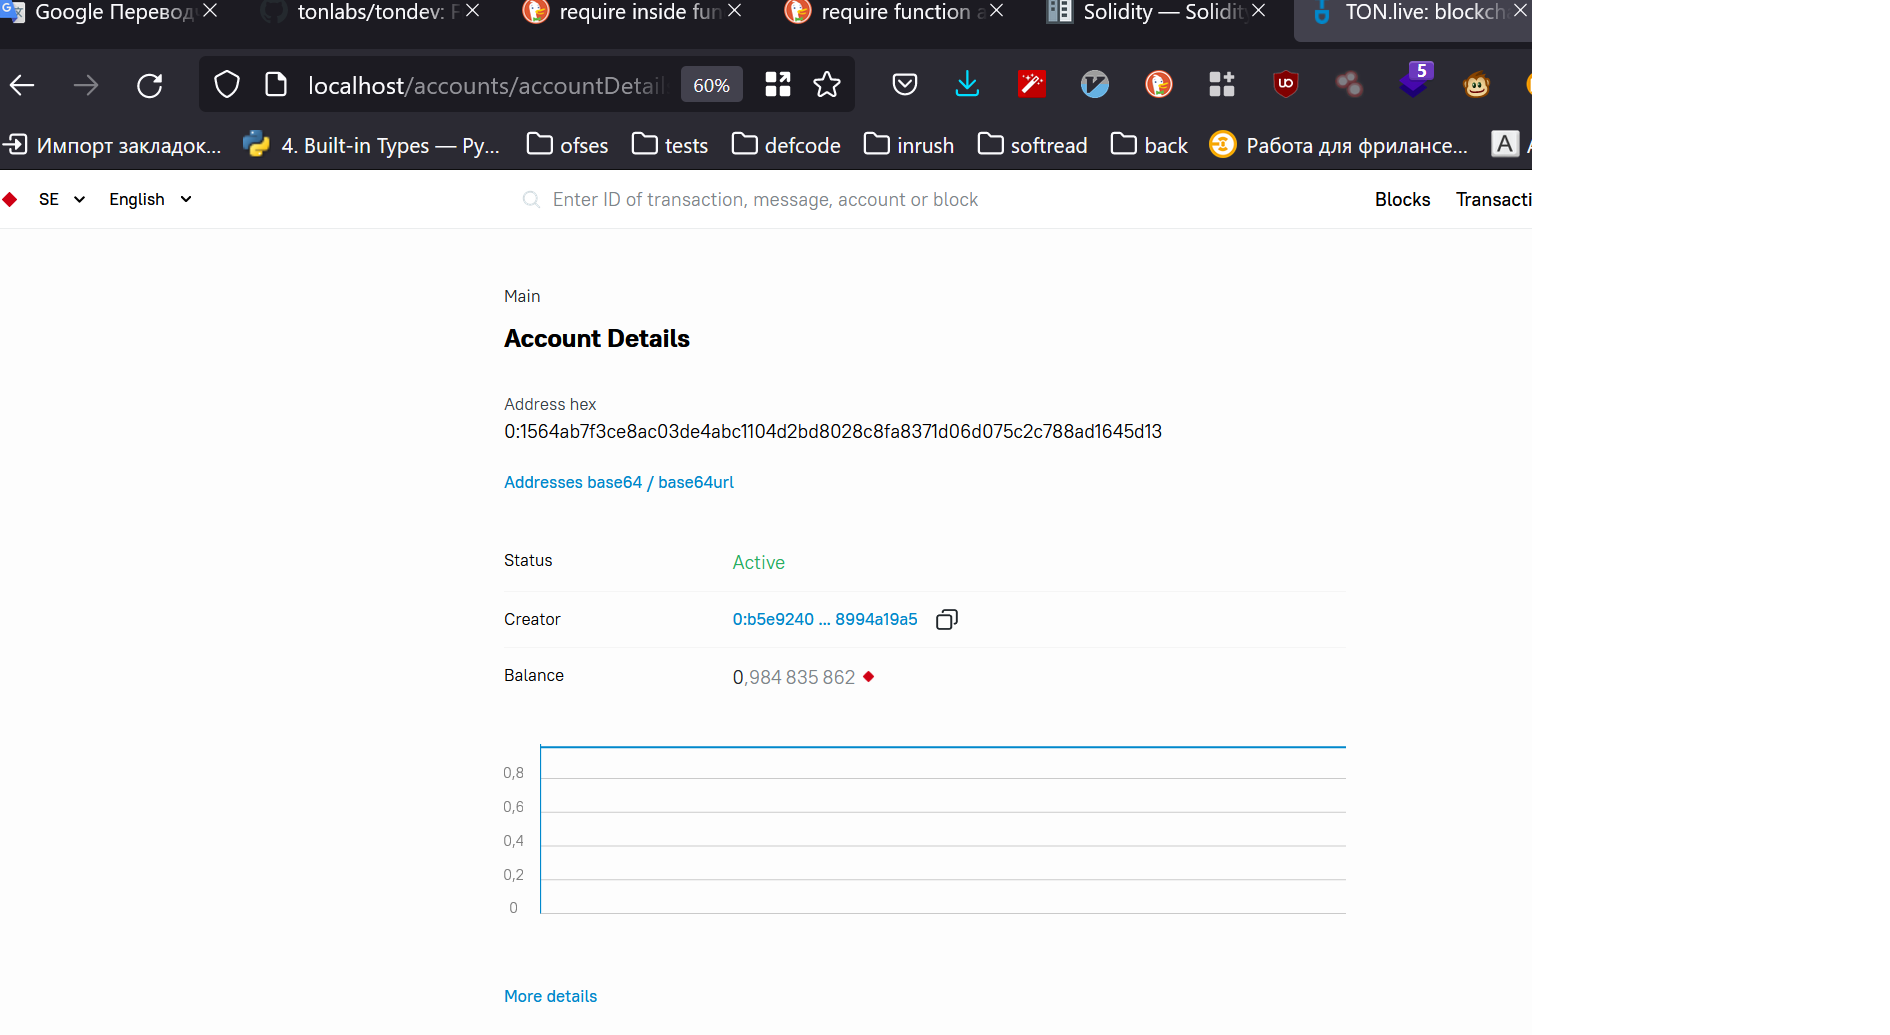 Google Перевод
tonlabs/tondev:
require inside fun
require function
Solidity — Solidity
TON.live: blockcha
localhost/accounts/accountDetail
60%
5
Импорт закладок...
4. Built-in Types — Py...
ofses
tests
defcode
inrush
softread
back
Работа для фрилансе...
A
SE
English
Enter ID of transaction, message, account or block
Blocks
Transacti
Main
Account Details
Address hex
0:1564ab7f3ce8ac03de4abc1104d2bd8028c8fa8371d06d075c2c788ad1645d13
Addresses base64 / base64url
Status
Active
Creator
0:b5e9240 ... 8994a19a5
Balance
0,984 835 862
0,8
0,6
0,4
0,2
0
More details